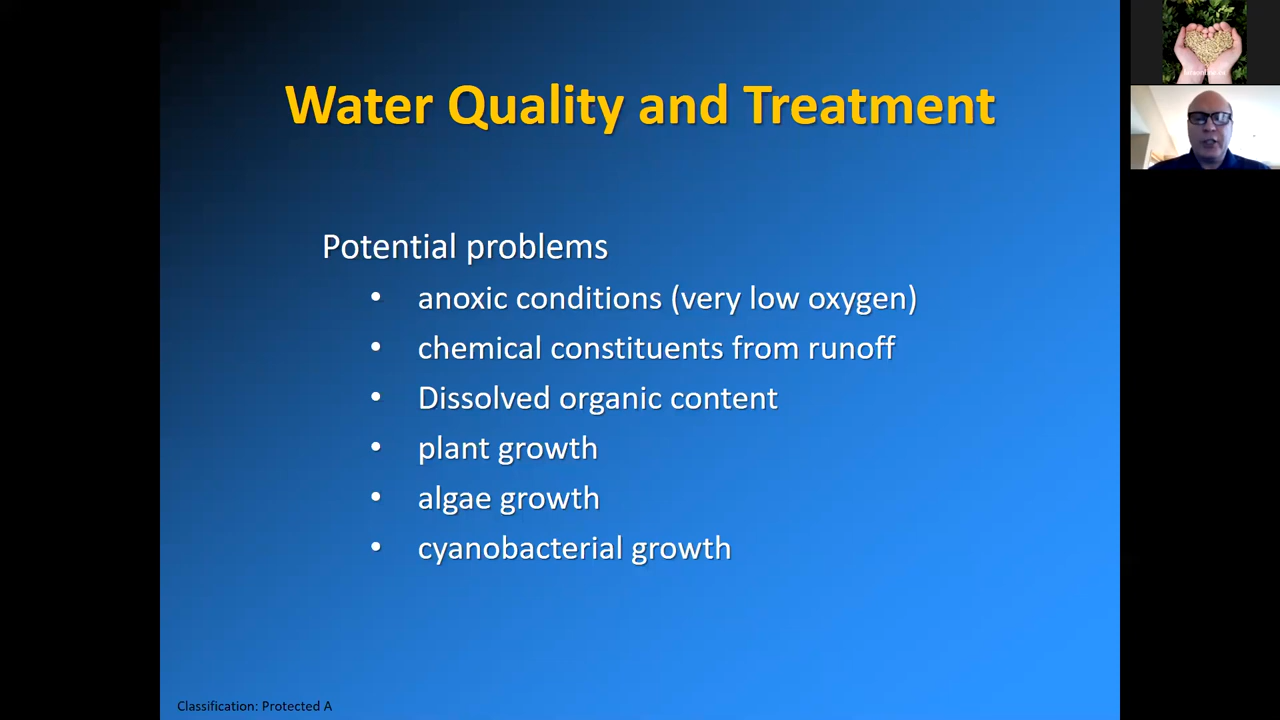 Water Quality and Treatment
Potential problems
• anoxic conditions (very low oxygen)
• chemical constituents from runoff
• Dissolved organic content
• plant growth
• algae growth
• cyanobacterial growth
Classification: Protected A